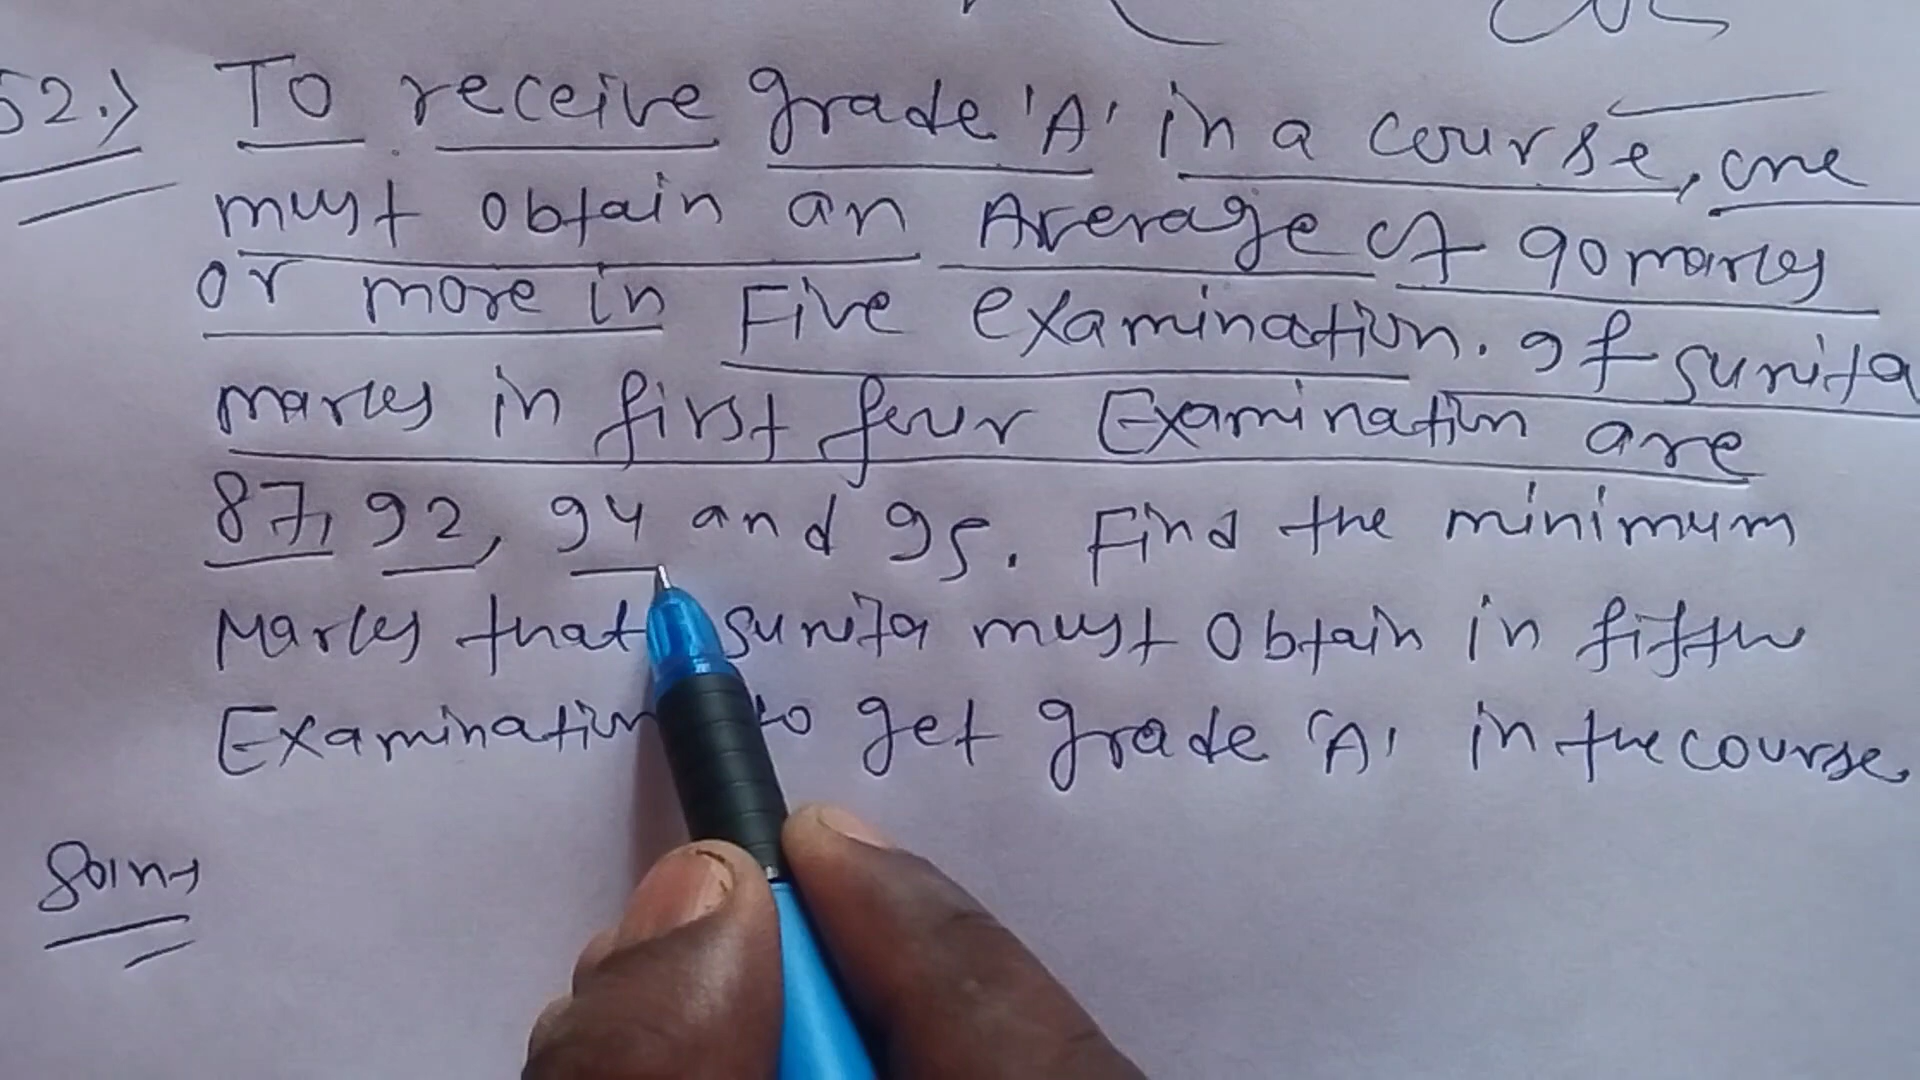 52.) To receive grade 'A' in a course, one
must obtain an Average of 90 marks
or more in Five examination. If sunita
marks in first four Examination are
87, 92, 94 and 95. Find the minimum
Marks that sunita must obtain in fifth
Examination to get grade 'A' in the course.
Soln